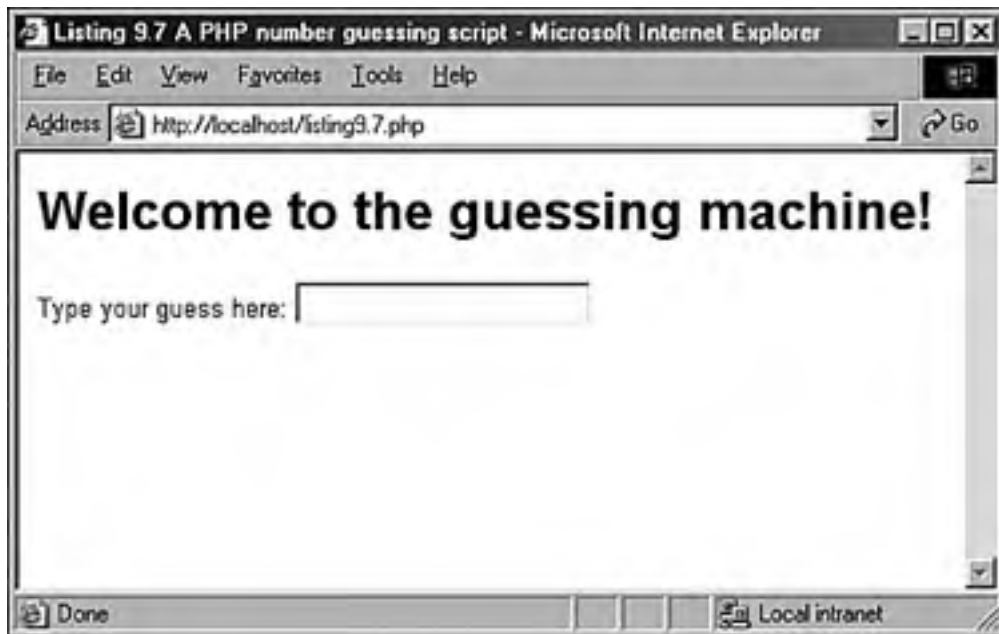 Listing 9.7 A PHP number guessing script - Microsoft Internet Explorer
File Edit View Favorites Tools Help
Address http://localhost/listing9.7.php Go
Welcome to the guessing machine!
Type your guess here:
Done Local intranet